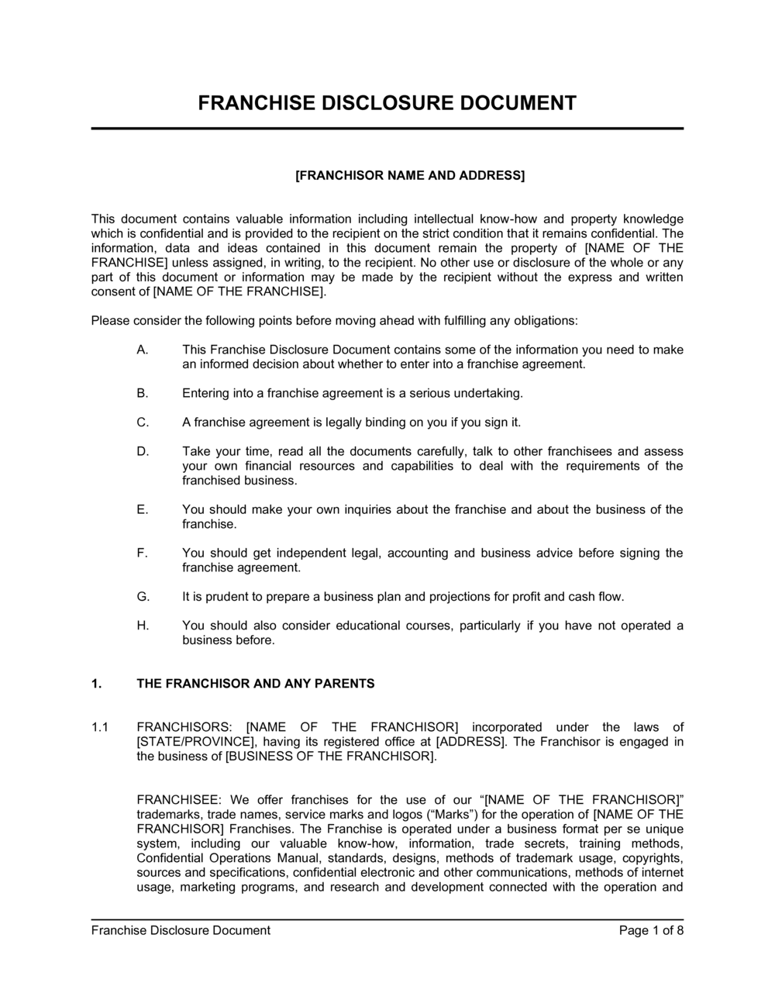 FRANCHISE DISCLOSURE DOCUMENT
[FRANCHISOR NAME AND ADDRESS]
This document contains valuable information including intellectual know-how and property knowledge
which is confidential and is provided to the recipient on the strict condition that it remains confidential. The
information, data and ideas contained in this document remain the property of [NAME OF THE
FRANCHISE] unless assigned, in writing, to the recipient. No other use or disclosure of the whole or any
part of this document or information may be made by the recipient without the express and written
consent of [NAME OF THE FRANCHISE].
Please consider the following points before moving ahead with fulfilling any obligations:
A. This Franchise Disclosure Document contains some of the information you need to make
an informed decision about whether to enter into a franchise agreement.
B. Entering into a franchise agreement is a serious undertaking.
C. A franchise agreement is legally binding on you if you sign it.
D. Take your time, read all the documents carefully, talk to other franchisees and assess
your own financial resources and capabilities to deal with the requirements of the
franchised business.
E. You should make your own inquiries about the franchise and about the business of the
franchise.
F. You should get independent legal, accounting and business advice before signing the
franchise agreement.
G. It is prudent to prepare a business plan and projections for profit and cash flow.
H. You should also consider educational courses, particularly if you have not operated a
business before.
1. THE FRANCHISOR AND ANY PARENTS
1.1 FRANCHISORS: [NAME OF THE FRANCHISOR] incorporated under the laws of
[STATE/PROVINCE], having its registered office at [ADDRESS]. The Franchisor is engaged in
the business of [BUSINESS OF THE FRANCHISOR].
FRANCHISEE: We offer franchises for the use of our “[NAME OF THE FRANCHISOR]”
trademarks, trade names, service marks and logos (“Marks”) for the operation of [NAME OF THE
FRANCHISOR] Franchises. The Franchise is operated under a business format per se unique
system, including our valuable know-how, information, trade secrets, training methods,
Confidential Operations Manual, standards, designs, methods of trademark usage, copyrights,
sources and specifications, confidential electronic and other communications, methods of internet
usage, marketing programs, and research and development connected with the operation and
Franchise Disclosure Document Page 1 of 8